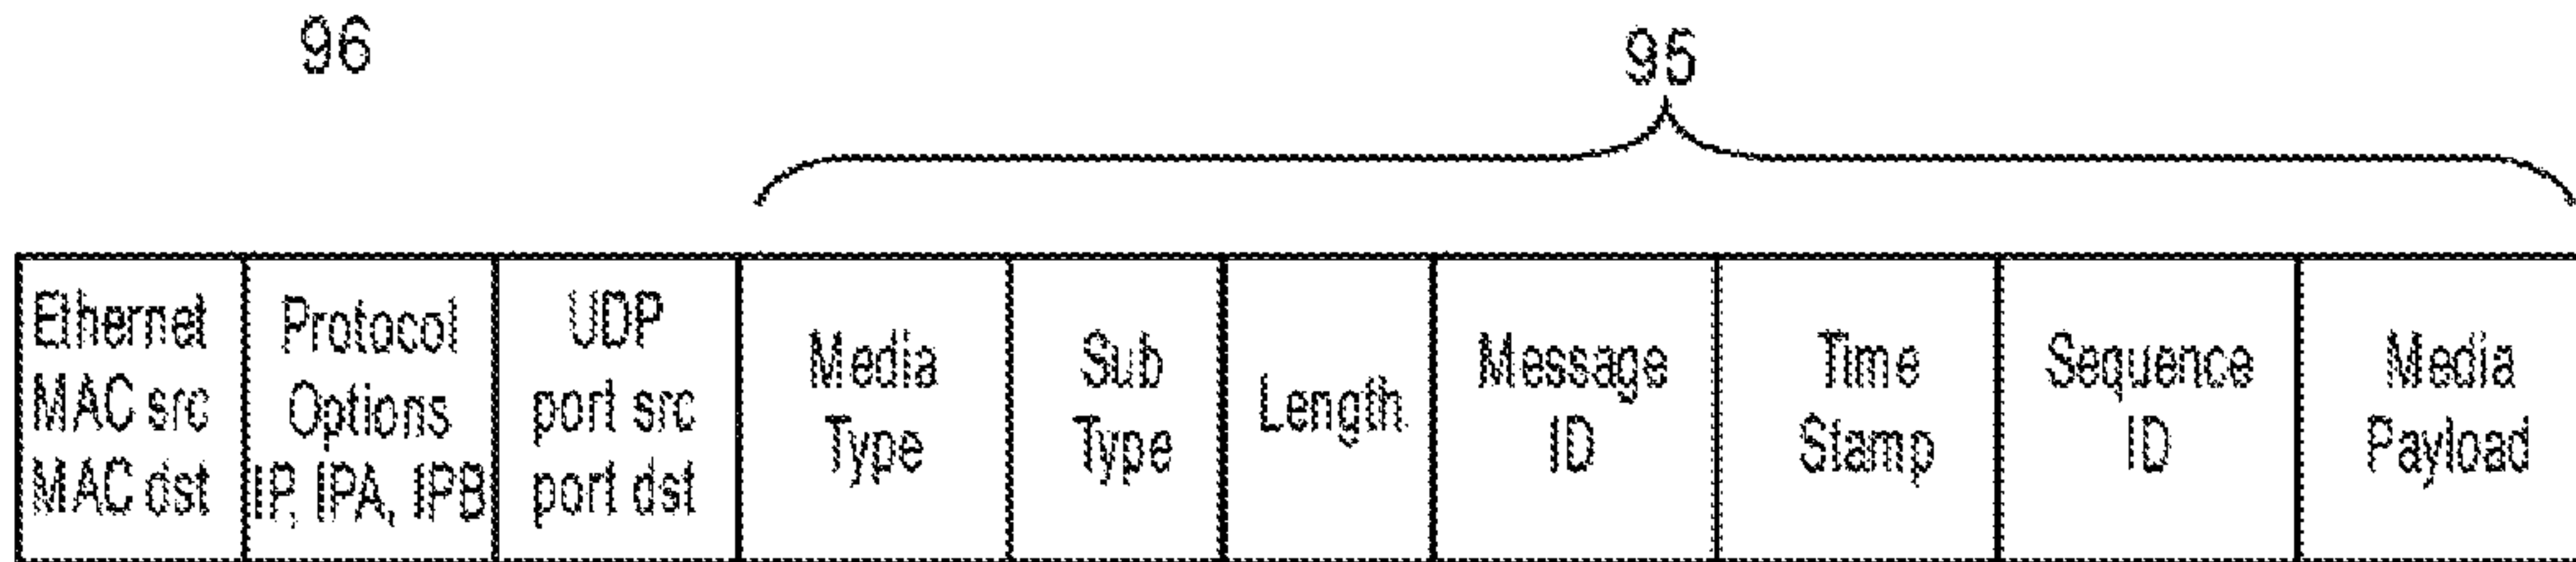 96
95
Ethernet
MAC src
MAC dst
Protocol
Options
IP, IPA, IPB
UDP
port src
port dst
Media
Type
Sub
Type
Length
Message
ID
Time
Stamp
Sequence
ID
Media
Payload